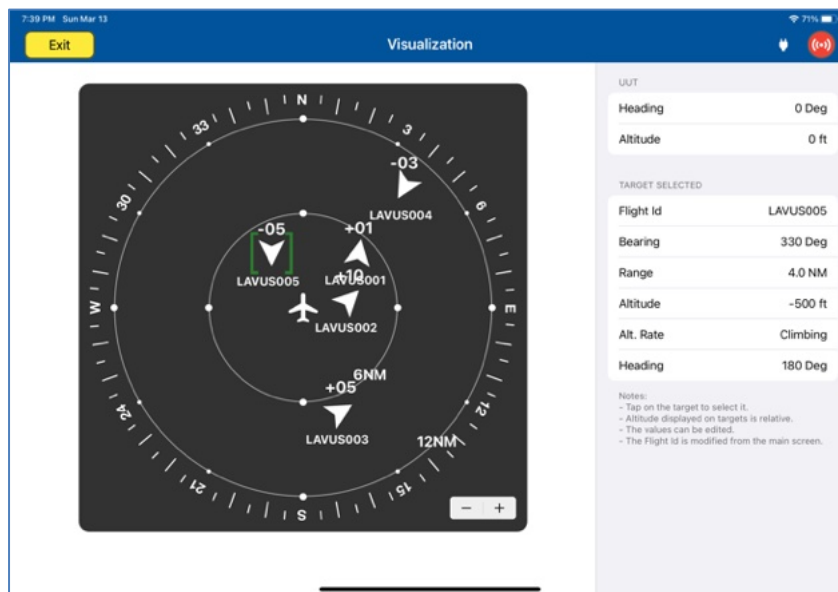 7:39 PM Sun Mar 13
71%
Exit
Visualization
N
3
6
E
12
15
S
21
24
W
30
33
-03
LAVUS004
-05
LAVUS005
+01
LAVUS001
+10
LAVUS002
6NM
+05
LAVUS003
12NM
− +
UUT
Heading 0 Deg
Altitude 0 ft
TARGET SELECTED
Flight Id LAVUS005
Bearing 330 Deg
Range 4.0 NM
Altitude -500 ft
Alt. Rate Climbing
Heading 180 Deg
Notes:
- Tap on the target to select it.
- Altitude displayed on targets is relative.
- The values can be edited.
- The Flight Id is modified from the main screen.